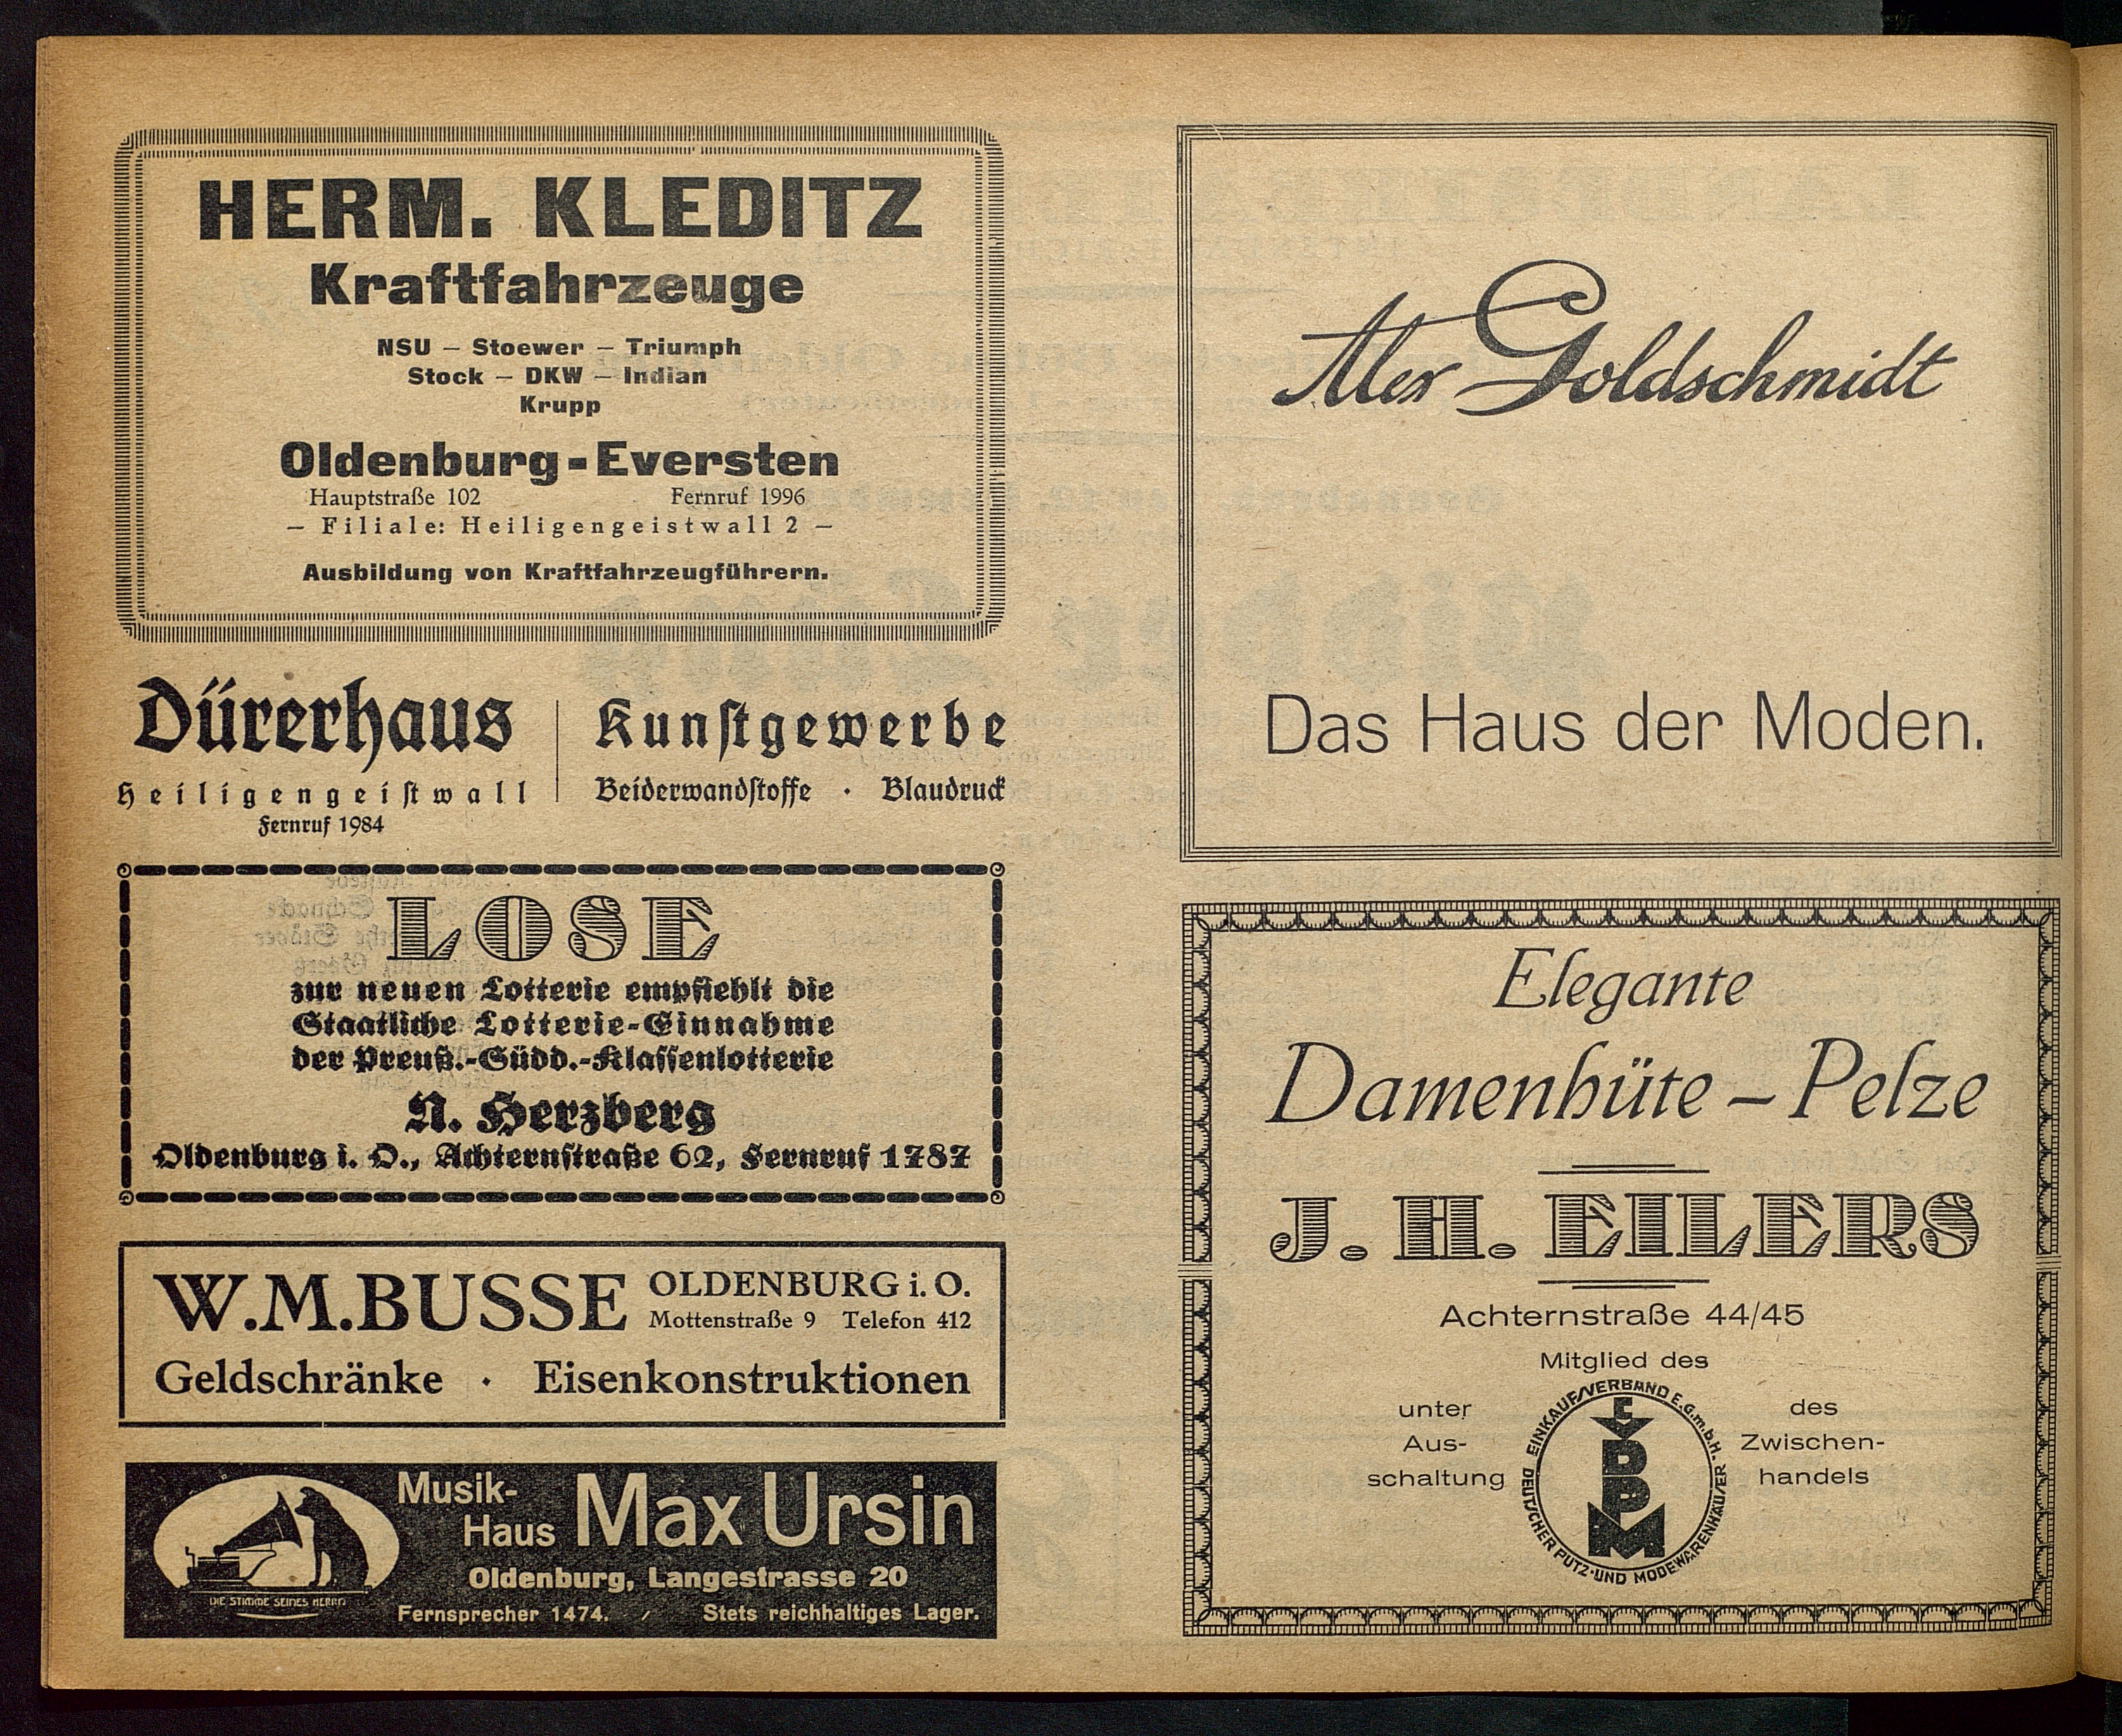 HERM. KLEDITZ
Kraftfahrzeuge
NSU – Stoewer – Triumph
Stock – DKW – Indian
Krupp
Oldenburg-Eversten
Hauptstraße 102 Fernruf 1996
– Filiale: Heiligengeistwall 2 –
Ausbildung von Kraftfahrzeugführern.
Dürerhaus
Heiligengeistwall
Fernruf 1984
Kunstgewerbe
Beiderwandstoffe · Blaudruck
LOSE
zur neuen Lotterie empfiehlt die
Staatliche Lotterie-Einnahme
der Preuß.-Südd.-Klassenlotterie
N. Herzberg
Oldenburg i. O., Achternstraße 62, Fernruf 1787
W.M.BUSSE
OLDENBURG i. O.
Mottenstraße 9 Telefon 412
Geldschränke · Eisenkonstruktionen
DIE STIMME SEINES HERRN
Musik-
Haus
Max Ursin
Oldenburg, Langestrasse 20
Fernsprecher 1474. / Stets reichhaltiges Lager.
Alex Goldschmidt
Das Haus der Moden.
Elegante
Damenhüte – Pelze
J. H. EILERS
Achternstraße 44/45
Mitglied des
EINKAUFSVERBAND E.G.m.b.H.
DEUTSCHER PUTZ-UND MODEWARENHÄUSER
E
D
P
M
unter
Aus-
schaltung
des
Zwischen-
handels